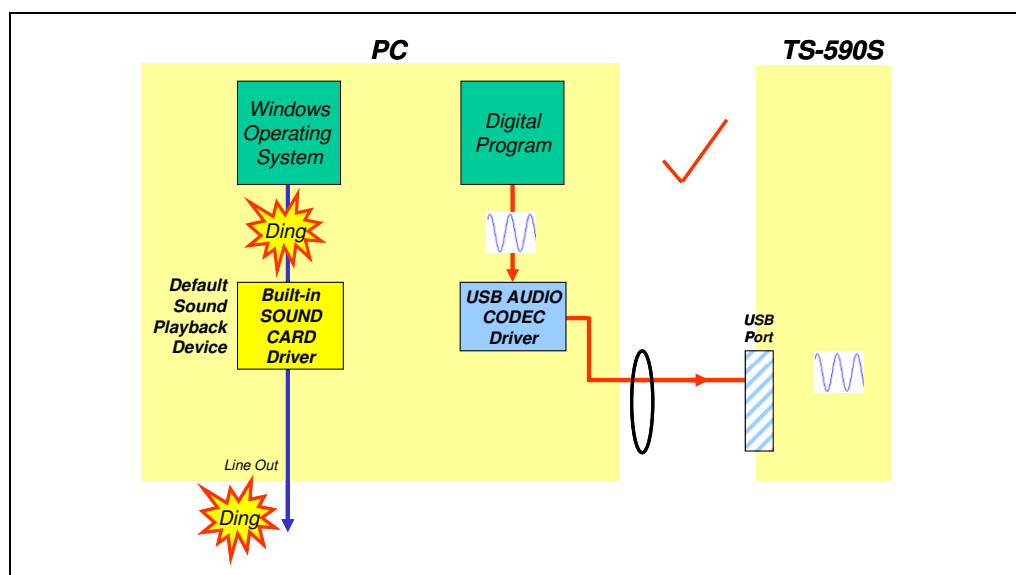 PC
TS-590S
Windows
Operating
System
Digital
Program
Ding
Default
Sound
Playback
Device
Built-in
SOUND
CARD
Driver
USB AUDIO
CODEC
Driver
USB
Port
Line Out
Ding